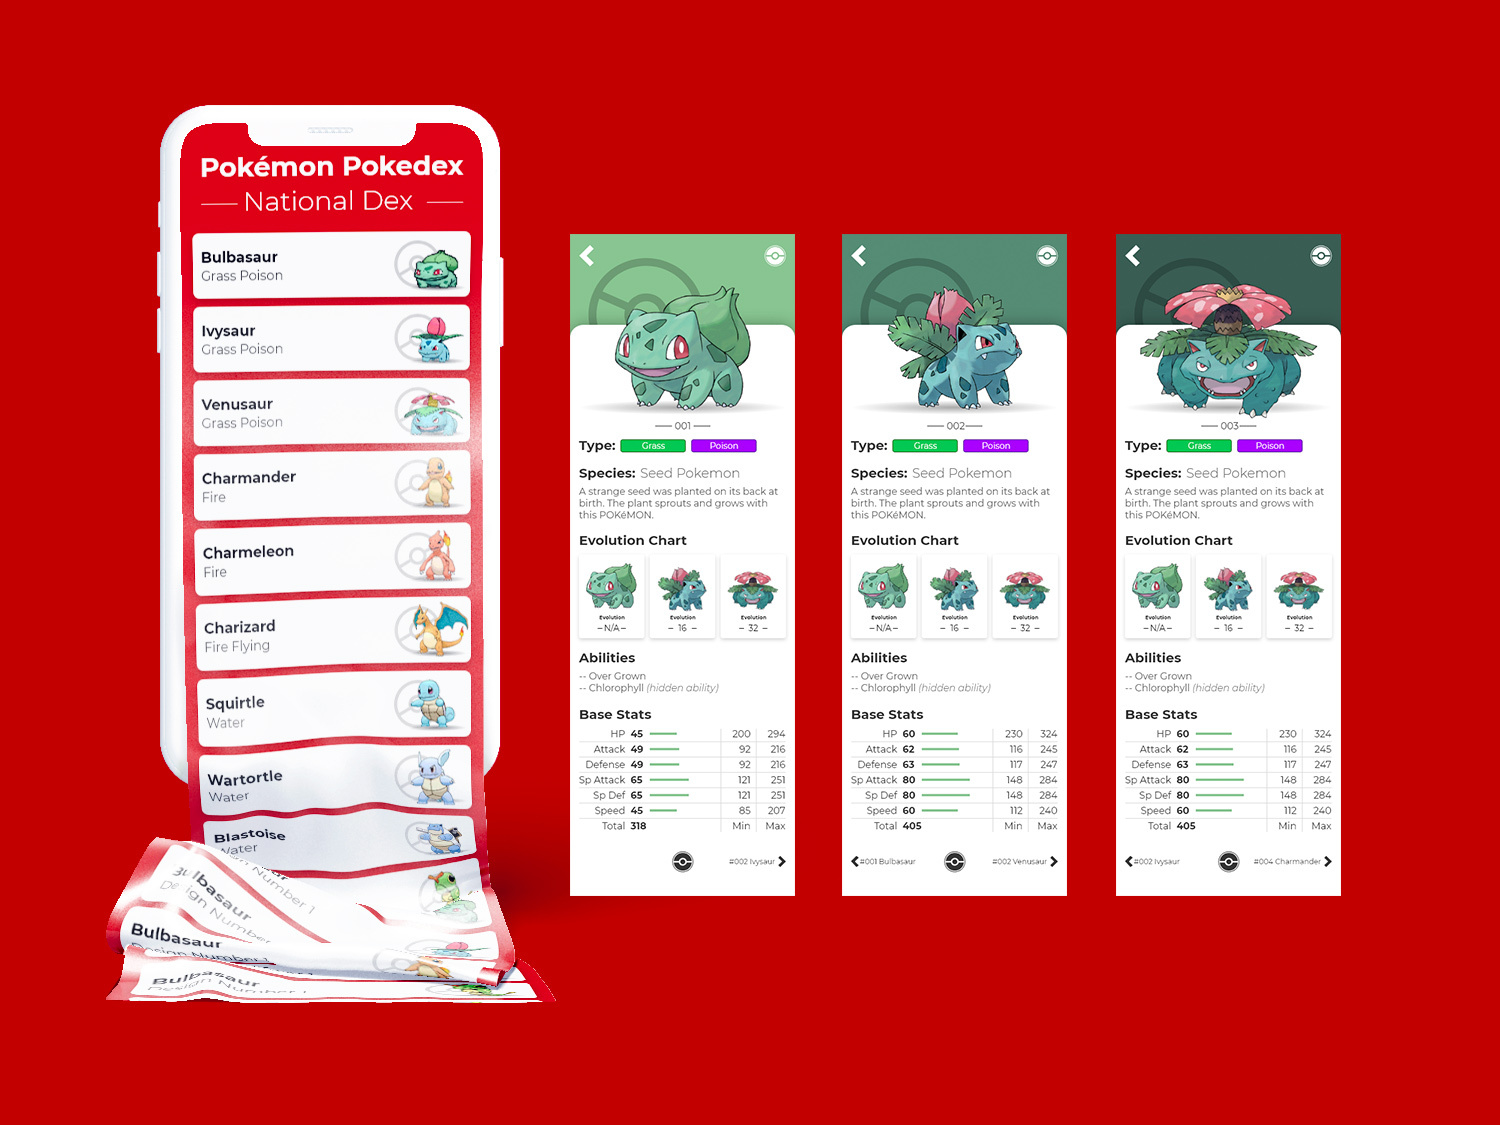 Pokémon Pokedex
National Dex
Bulbasaur
Grass Poison
Ivysaur
Grass Poison
Venusaur
Grass Poison
Charmander
Fire
Charmeleon
Fire
Charizard
Fire Flying
Squirtle
Water
Wartortle
Water
Blastoise
Water
Number 1
Bulbasaur
Design Number
Bulbasaur
Design Number 1
Bulbasaur
Design Number 1
001
Type: Grass Poison
Species: Seed Pokemon
A strange seed was planted on its back at
birth. The plant sprouts and grows with
this POKéMON.
Evolution Chart
Evolution Evolution Evolution
– N/A – – 16 – – 32 –
Abilities
-- Over Grown
-- Chlorophyll (hidden ability)
Base Stats
HP 45 200 294
Attack 49 92 216
Defense 49 92 216
Sp Attack 65 121 251
Sp Def 65 121 251
Speed 45 85 207
Total 318 Min Max
#002 Ivysaur
002
Type: Grass Poison
Species: Seed Pokemon
A strange seed was planted on its back at
birth. The plant sprouts and grows with
this POKéMON.
Evolution Chart
Evolution Evolution Evolution
– N/A – – 16 – – 32 –
Abilities
-- Over Grown
-- Chlorophyll (hidden ability)
Base Stats
HP 60 230 324
Attack 62 116 245
Defense 63 117 247
Sp Attack 80 148 284
Sp Def 80 148 284
Speed 60 112 240
Total 405 Min Max
#001 Bulbasaur #002 Venusaur
003
Type: Grass Poison
Species: Seed Pokemon
A strange seed was planted on its back at
birth. The plant sprouts and grows with
this POKéMON.
Evolution Chart
Evolution Evolution Evolution
– N/A – – 16 – – 32 –
Abilities
-- Over Grown
-- Chlorophyll (hidden ability)
Base Stats
HP 60 230 324
Attack 62 116 245
Defense 63 117 247
Sp Attack 80 148 284
Sp Def 80 148 284
Speed 60 112 240
Total 405 Min Max
#002 Ivysaur #004 Charmander